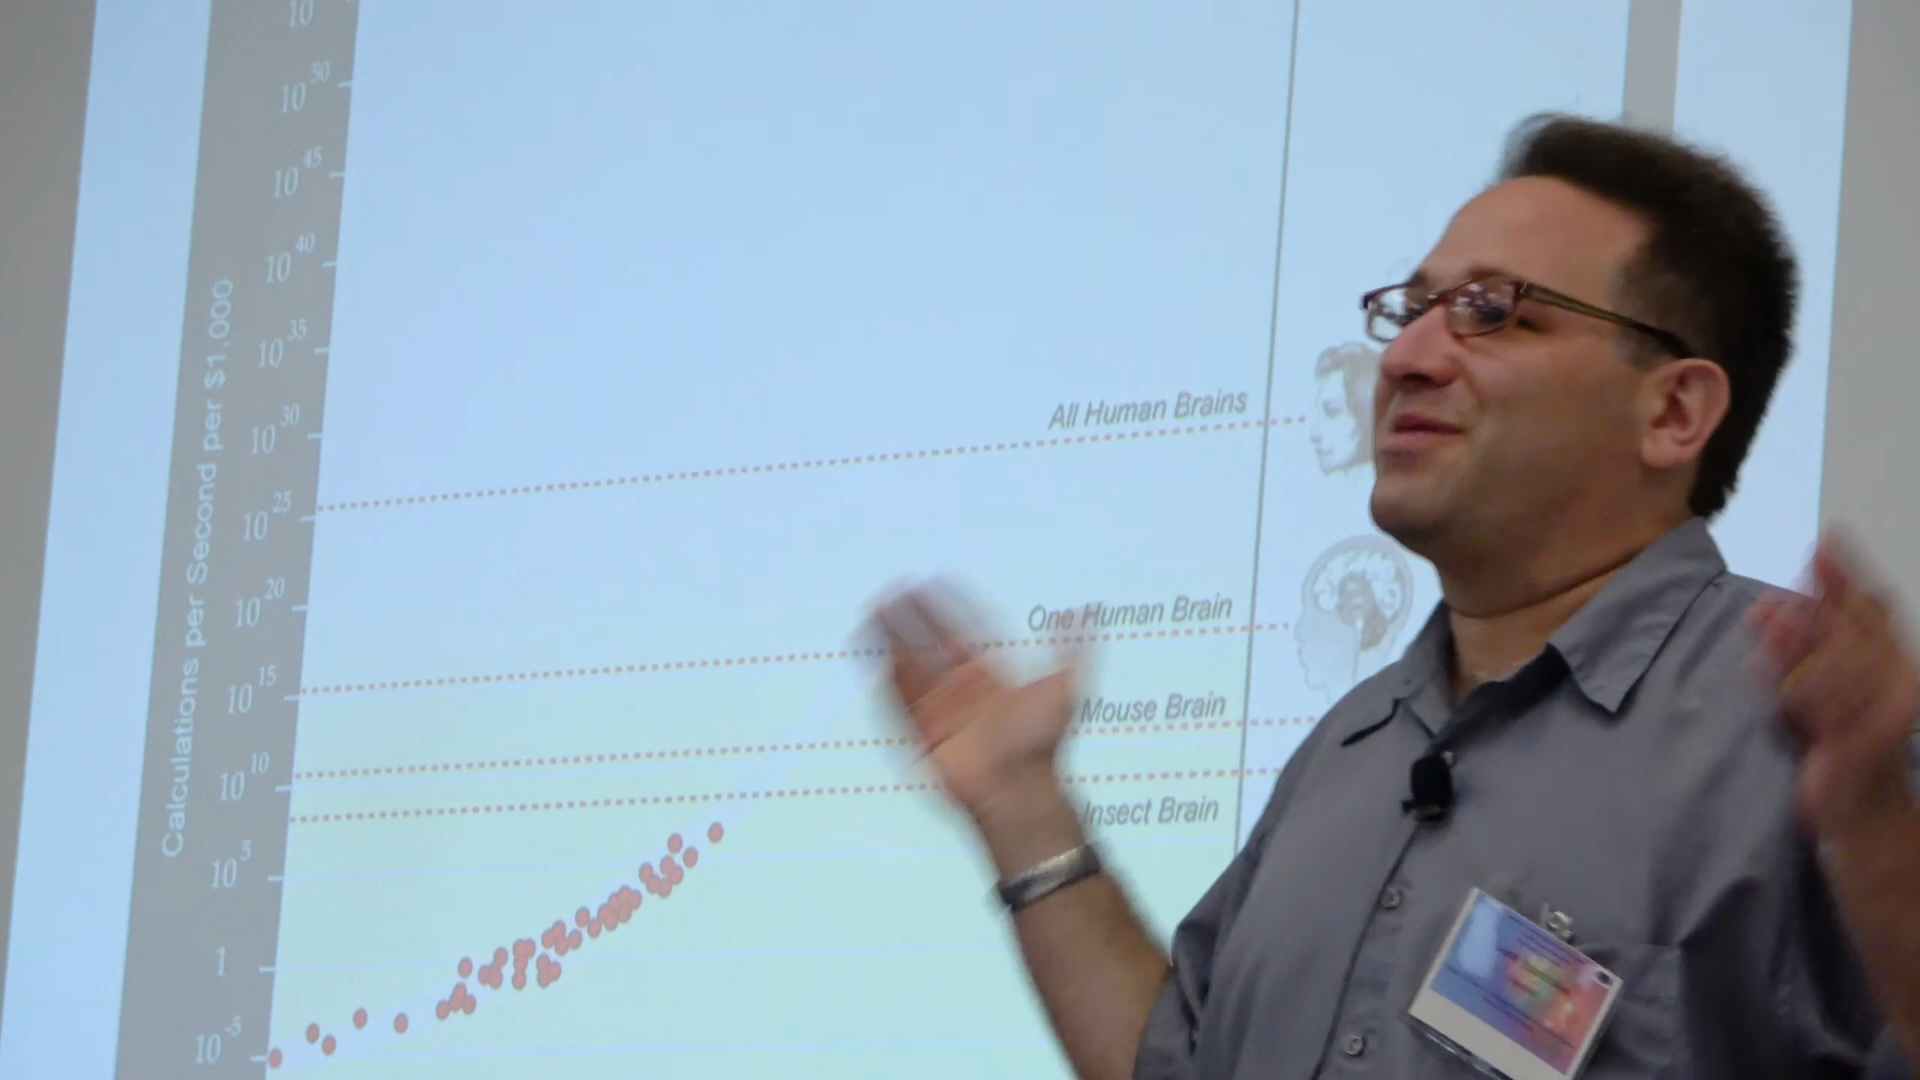 10
10 50
10 45
10 40
10 35
10 30
10 25
10 20
10 15
10 10
10 5
1
10 -5
Calculations per Second per $1,000
All Human Brains
One Human Brain
Mouse Brain
Insect Brain